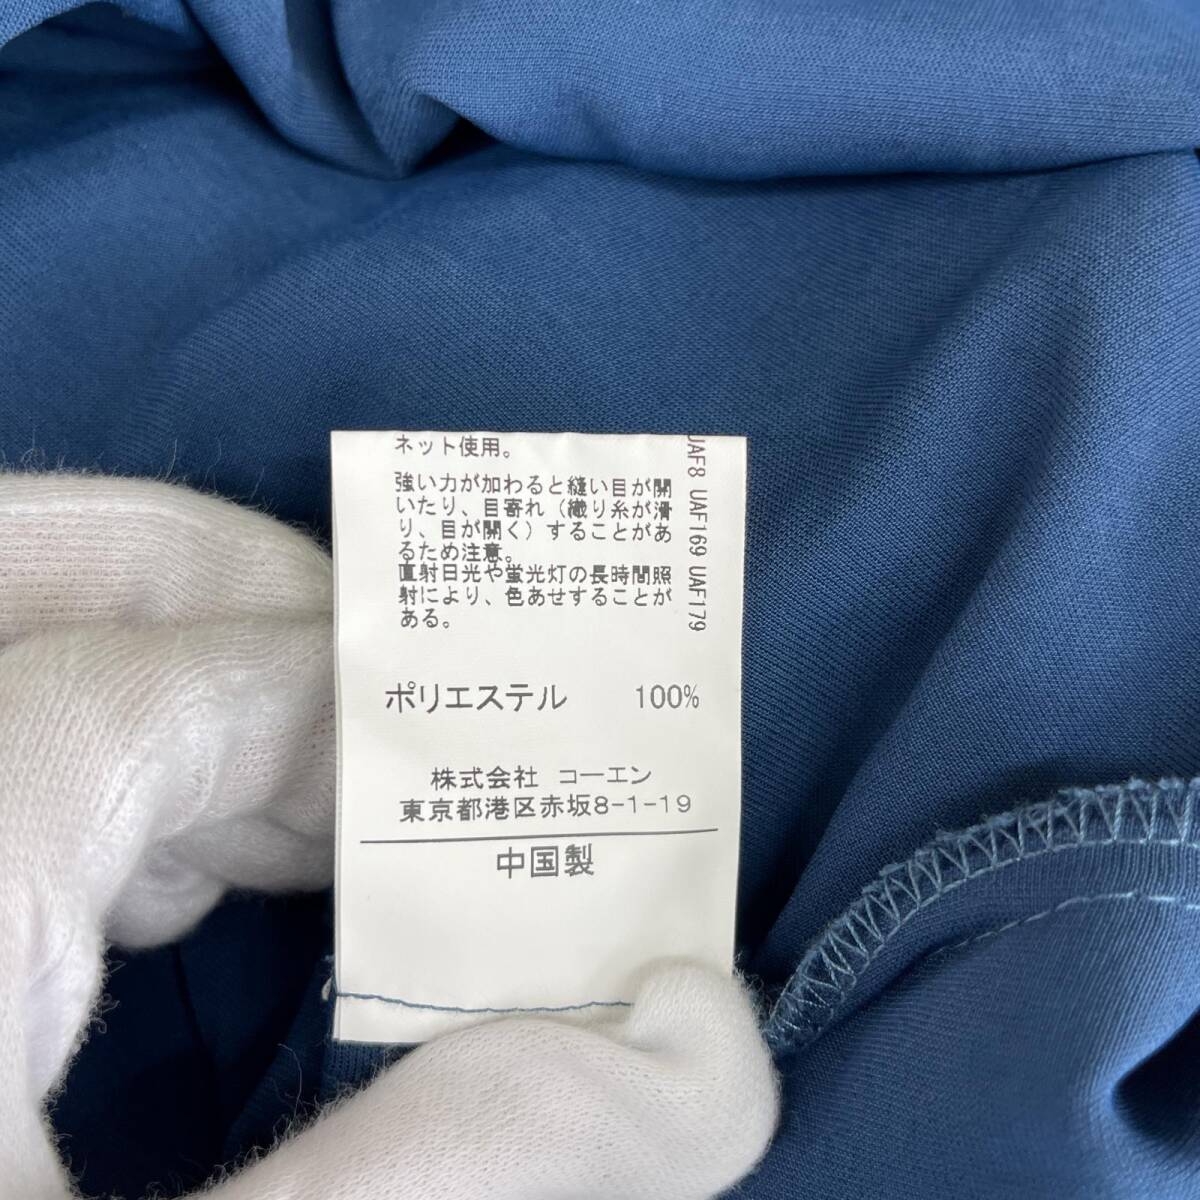 ネット使用。
強い力が加わると縫い目が開
いたり、目寄れ（織り糸が滑
り、目が開く）することがあ
るため注意。
直射日光や蛍光灯の長時間照
射により、色あせすることが
ある。
ポリエステル 100%
株式会社 コーエン
東京都港区赤坂8-1-19
中国製
UAF8 UAF169 UAF179